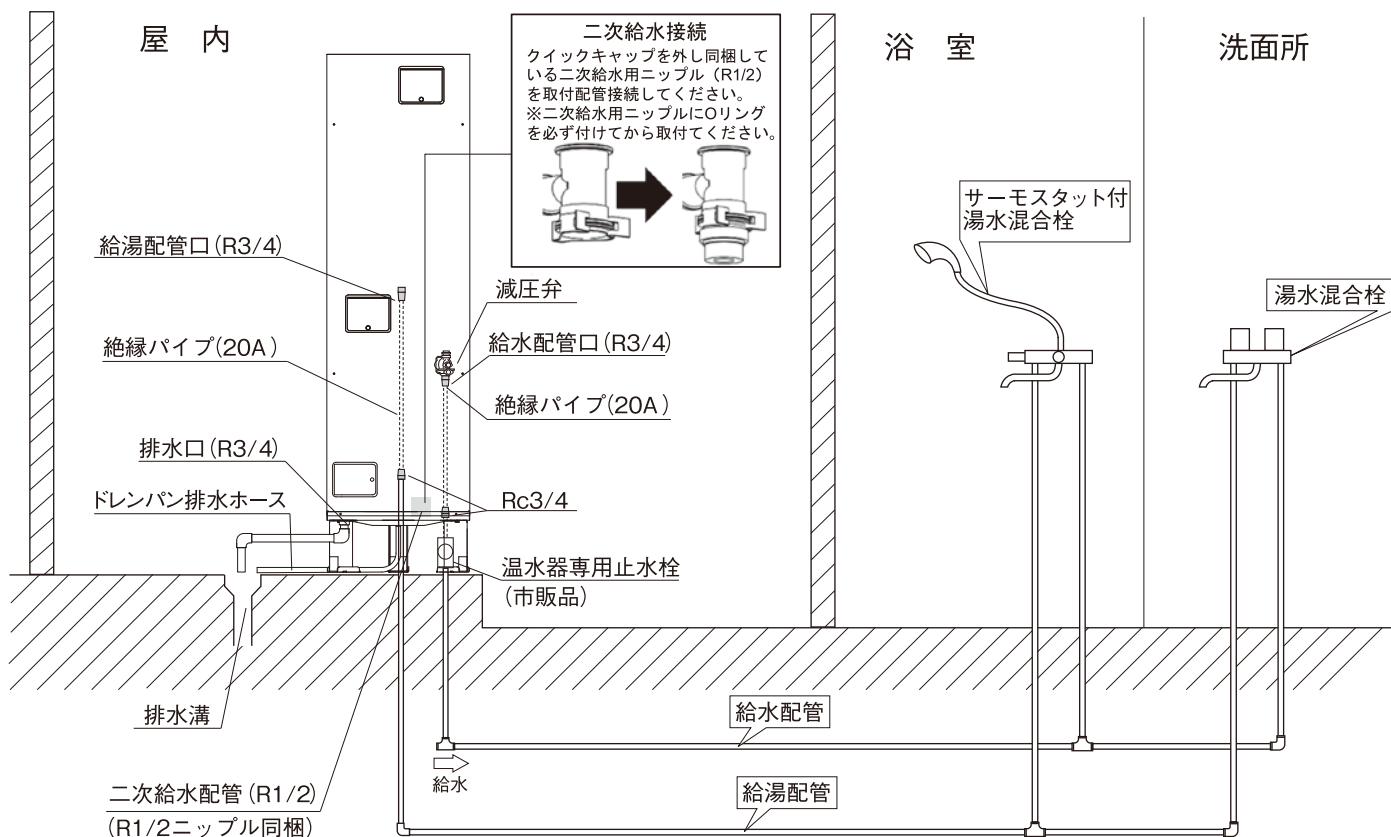 屋 内
二次給水接続
クイックキャップを外し同梱して
いる二次給水用ニップル（R1/2）
を取付配管接続してください。
※二次給水用ニップルにOリング
を必ず付けてから取付てください。
浴 室
洗面所
サーモスタット付
湯水混合栓
湯水混合栓
給湯配管口(R3/4)
減圧弁
絶縁パイプ(20A)
給水配管口(R3/4)
絶縁パイプ(20A)
排水口(R3/4)
ドレンパン排水ホース
Rc3/4
温水器専用止水栓
(市販品)
排水溝
給水配管
給水
二次給水配管(R1/2)
(R1/2ニップル同梱)
給湯配管